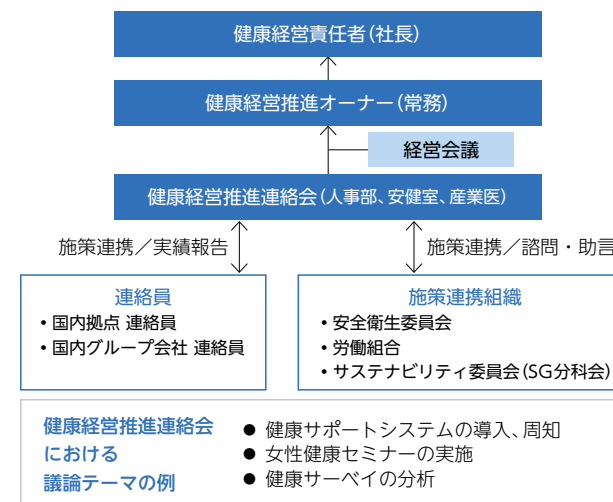 健康経営責任者(社長)
健康経営推進オーナー(常務)
経営会議
健康経営推進連絡会(人事部、安健室、産業医)
施策連携／実績報告
施策連携／諮問・助言
連絡員
・国内拠点 連絡員
・国内グループ会社 連絡員
施策連携組織
・安全衛生委員会
・労働組合
・サステナビリティ委員会(SG分科会)
健康経営推進連絡会
における
議論テーマの例
● 健康サポートシステムの導入、周知
● 女性健康セミナーの実施
● 健康サーベイの分析